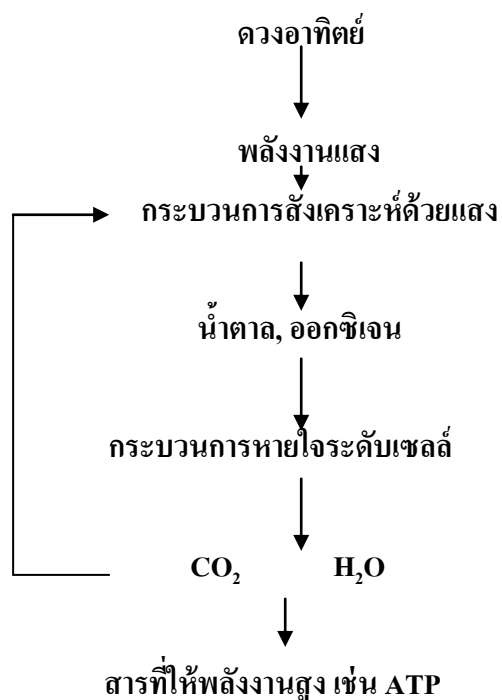 ดวงอาทิตย์
พลังงานแสง
กระบวนการสังเคราะห์ด้วยแสง
น้ำตาล, ออกซิเจน
กระบวนการหายใจระดับเซลล์
CO₂ H₂O
สารที่ให้พลังงานสูง เช่น ATP